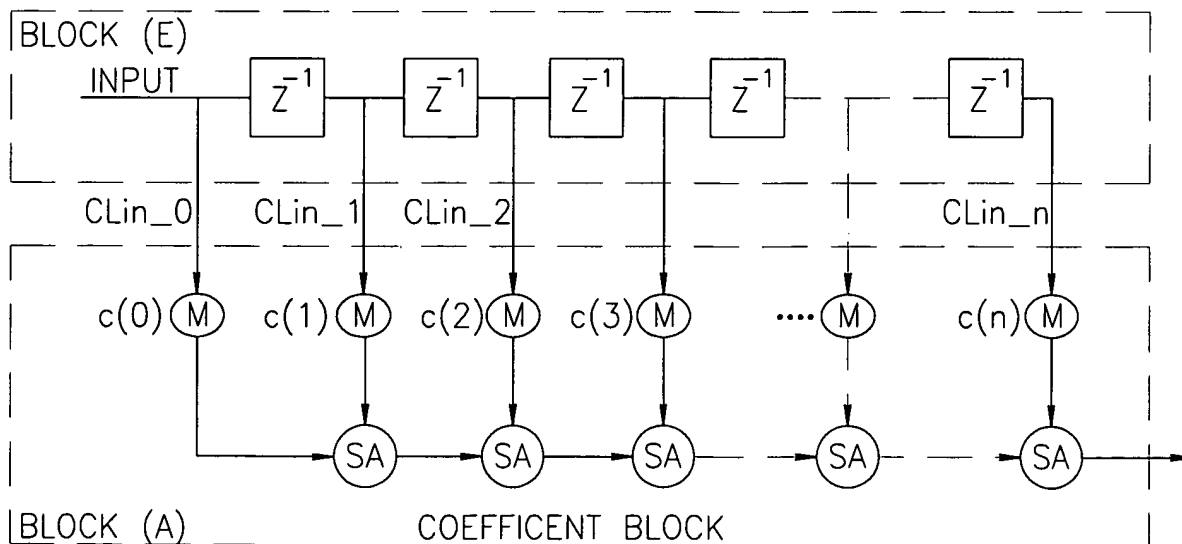 BLOCK (E)
INPUT
Z⁻¹ Z⁻¹ Z⁻¹ Z⁻¹ Z⁻¹
CLin_0 CLin_1 CLin_2 CLin_n
c(0) M c(1) M c(2) M c(3) M •••• M c(n) M
SA SA SA SA SA
BLOCK (A) COEFFICENT BLOCK